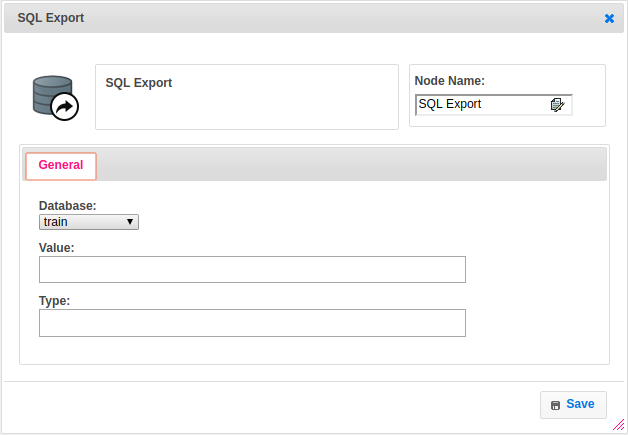 SQL Export
SQL Export
Node Name:
SQL Export
General
Database:
train
Value:
Type:
Save